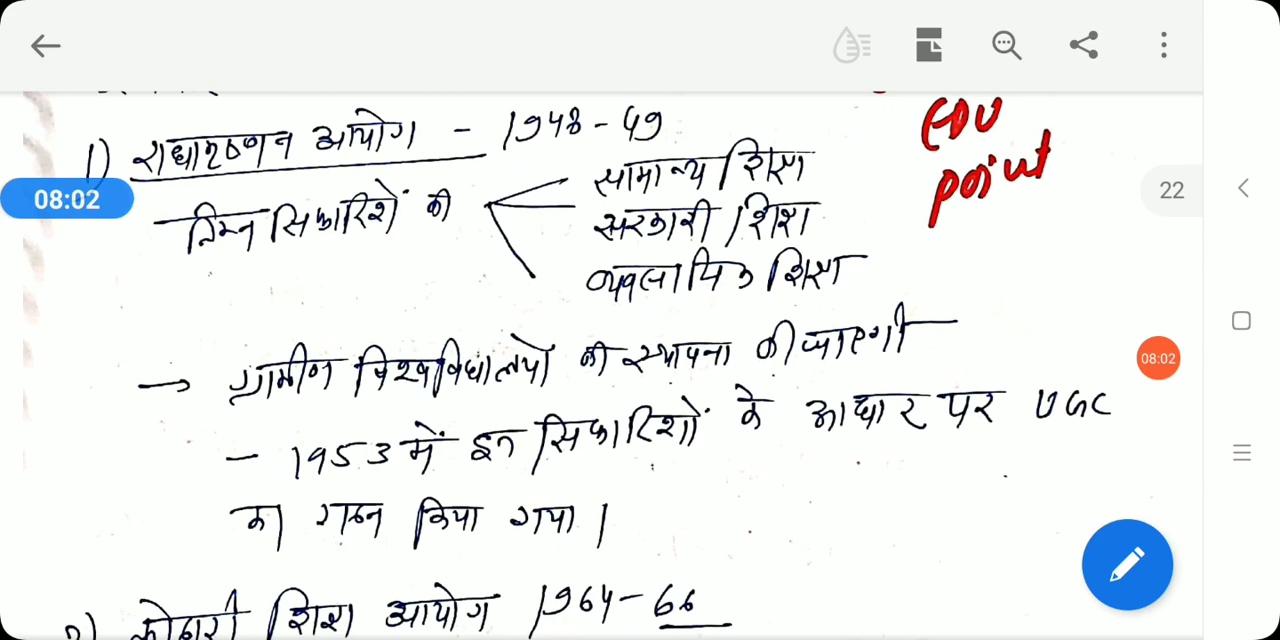 1) राधाकृष्णन आयोग - 1948-49
EDU
point
22
08:02
निम्न सिफारिशें की
सामान्य शिक्षा
सरकारी शिक्षा
व्यवसायिक शिक्षा
→ ग्रामीण विश्वविधालयों की स्थापना की जाएगी
08:02
- 1953 में इन सिफारिशों के आधार पर UGC
का गठन किया गया।
2) कोठारी शिक्षा आयोग 1964-66